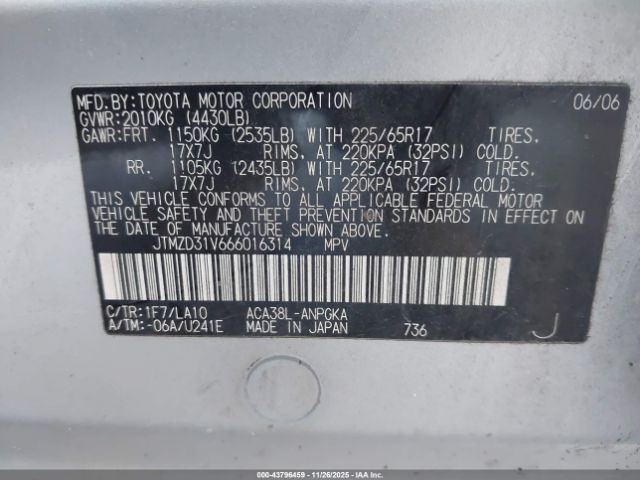 MFD.BY:TOYOTA MOTOR CORPORATION 06/06
GVWR:2010KG (4430LB)
GAWR:FRT. 1150KG (2535LB) WITH 225/65R17 TIRES,
17X7J RIMS, AT 220KPA (32PSI) COLD.
RR. 1105KG (2435LB) WITH 225/65R17 TIRES,
17X7J RIMS, AT 220KPA (32PSI) COLD.
THIS VEHICLE CONFORMS TO ALL APPLICABLE FEDERAL MOTOR
VEHICLE SAFETY AND THEFT PREVENTION STANDARDS IN EFFECT ON
THE DATE OF MANUFACTURE SHOWN ABOVE.
JTMZD31V666016314 MPV
C/TR:1F7/LA10 ACA38L-ANPGKA
A/TM:-06A/U241E MADE IN JAPAN 736 J
000-43796459 - 11/26/2025 - IAAI.COM